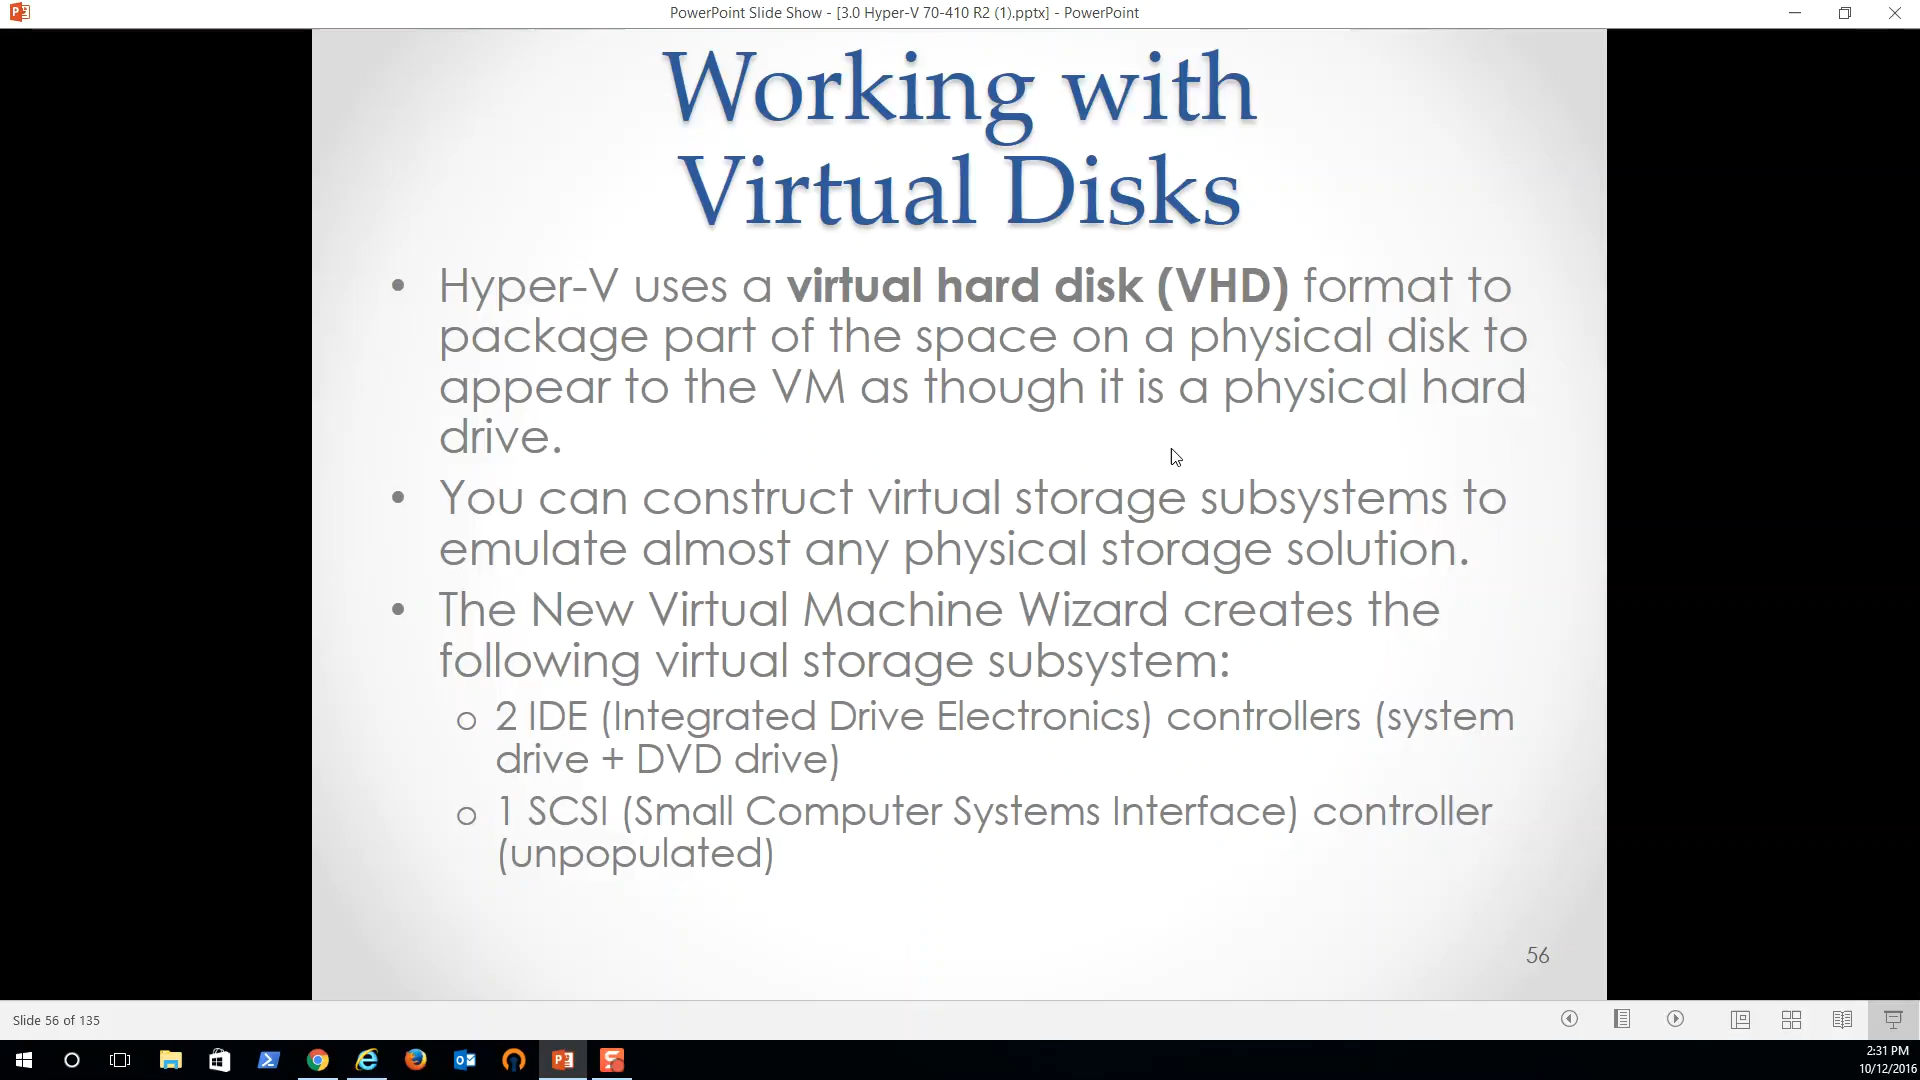 PowerPoint Slide Show - [3.0 Hyper-V 70-410 R2 (1).pptx] - PowerPoint
Working with
Virtual Disks
• Hyper-V uses a virtual hard disk (VHD) format to
package part of the space on a physical disk to
appear to the VM as though it is a physical hard
drive.
• You can construct virtual storage subsystems to
emulate almost any physical storage solution.
• The New Virtual Machine Wizard creates the
following virtual storage subsystem:
o 2 IDE (Integrated Drive Electronics) controllers (system
drive + DVD drive)
o 1 SCSI (Small Computer Systems Interface) controller
(unpopulated)
56
Slide 56 of 135
2:31 PM
10/12/2016